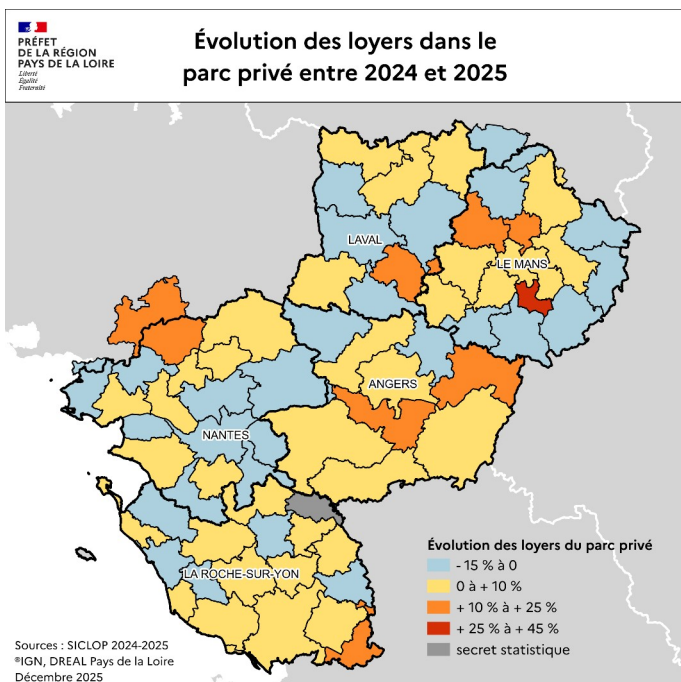 PRÉFET
DE LA RÉGION
PAYS DE LA LOIRE
Liberté
Égalité
Fraternité
Évolution des loyers dans le
parc privé entre 2024 et 2025
LAVAL
LE MANS
ANGERS
NANTES
LA ROCHE-SUR-YON
Évolution des loyers du parc privé
- 15 % à 0
0 à + 10 %
+ 10 % à + 25 %
+ 25 % à + 45 %
secret statistique
Sources : SICLOP 2024-2025
®IGN, DREAL Pays de la Loire
Décembre 2025